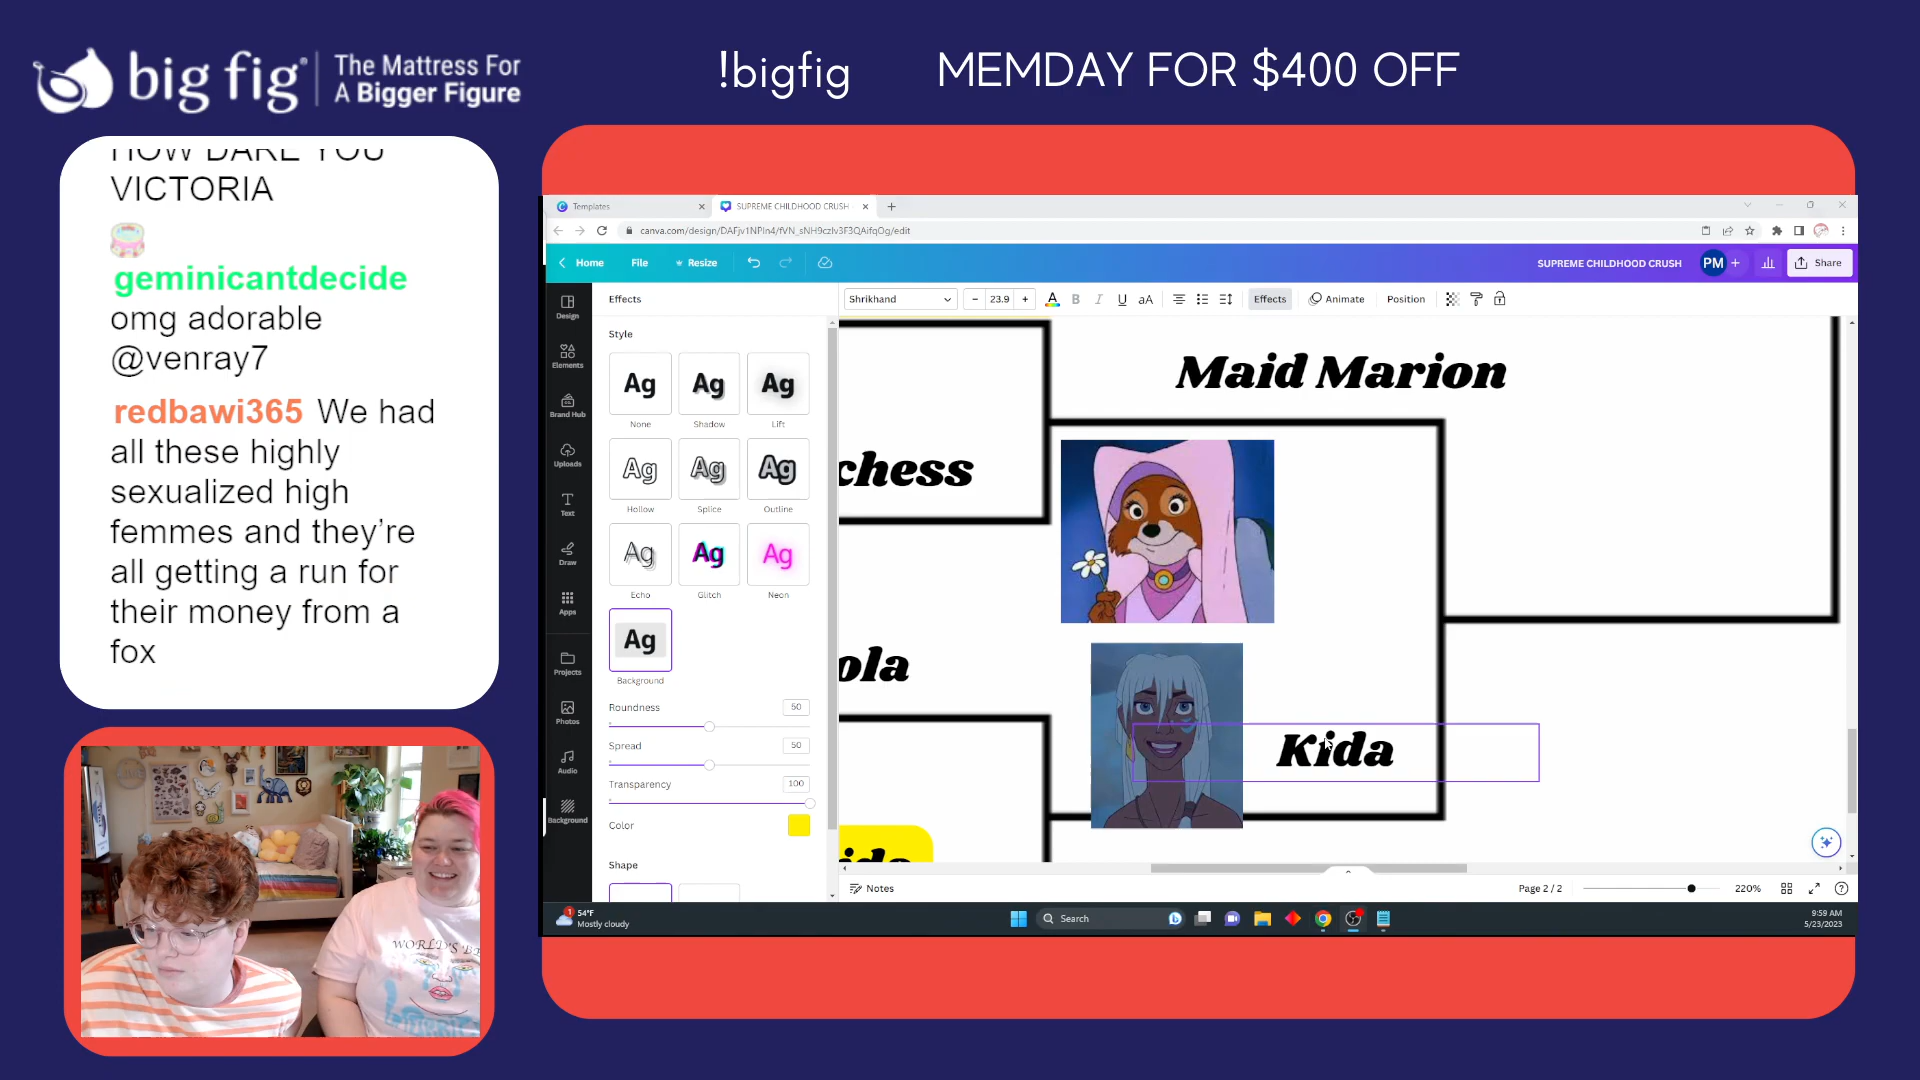 big fig
The Mattress For
A Bigger Figure
!bigfig
MEMDAY FOR $400 OFF
HOW DARE YOU
VICTORIA
geminicantdecide
omg adorable
@venray7
redbawi365 We had
all these highly
sexualized high
femmes and they're
all getting a run for
their money from a
fox
Templates
SUPREME CHILDHOOD CRUSH
canva.com/design/DAFjv1NPIn4/fVN_sNH9czlv3F3QAifqOg/edit
Home
File
Resize
SUPREME CHILDHOOD CRUSH
PM
Share
Design
Elements
Brand Hub
Uploads
Text
Draw
Apps
Projects
Photos
Audio
Background
Effects
Style
Ag Ag Ag
None Shadow Lift
Ag Ag Ag
Hollow Splice Outline
Ag Ag Ag
Echo Glitch Neon
Ag
Background
Roundness 50
Spread 50
Transparency 100
Color
Shape
Shrikhand
23.9
A B I U aA
Effects
Animate
Position
Maid Marion
chess
ola
Kida
Notes
Page 2 / 2
220%
1
54°F
Mostly cloudy
Search
9:59 AM
5/23/2023
WORLD'S